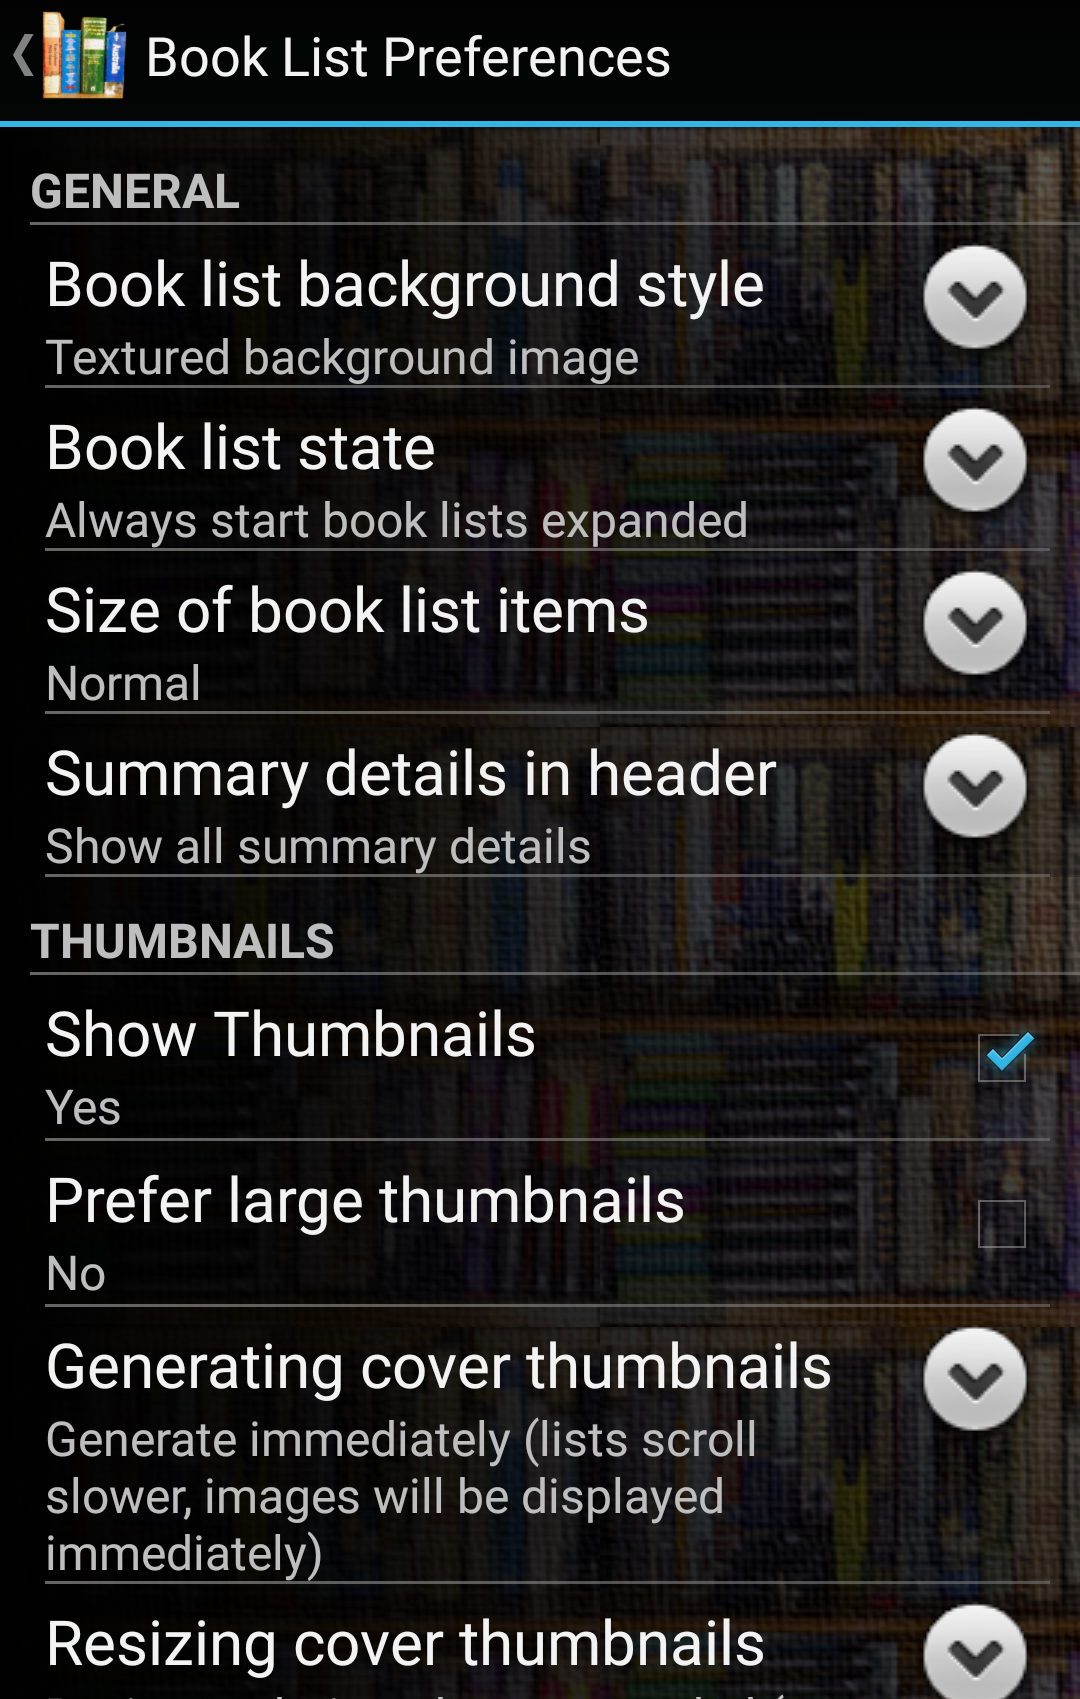 Book List Preferences
GENERAL
Book list background style
Textured background image
Book list state
Always start book lists expanded
Size of book list items
Normal
Summary details in header
Show all summary details
THUMBNAILS
Show Thumbnails
Yes
Prefer large thumbnails
No
Generating cover thumbnails
Generate immediately (lists scroll
slower, images will be displayed
immediately)
Resizing cover thumbnails